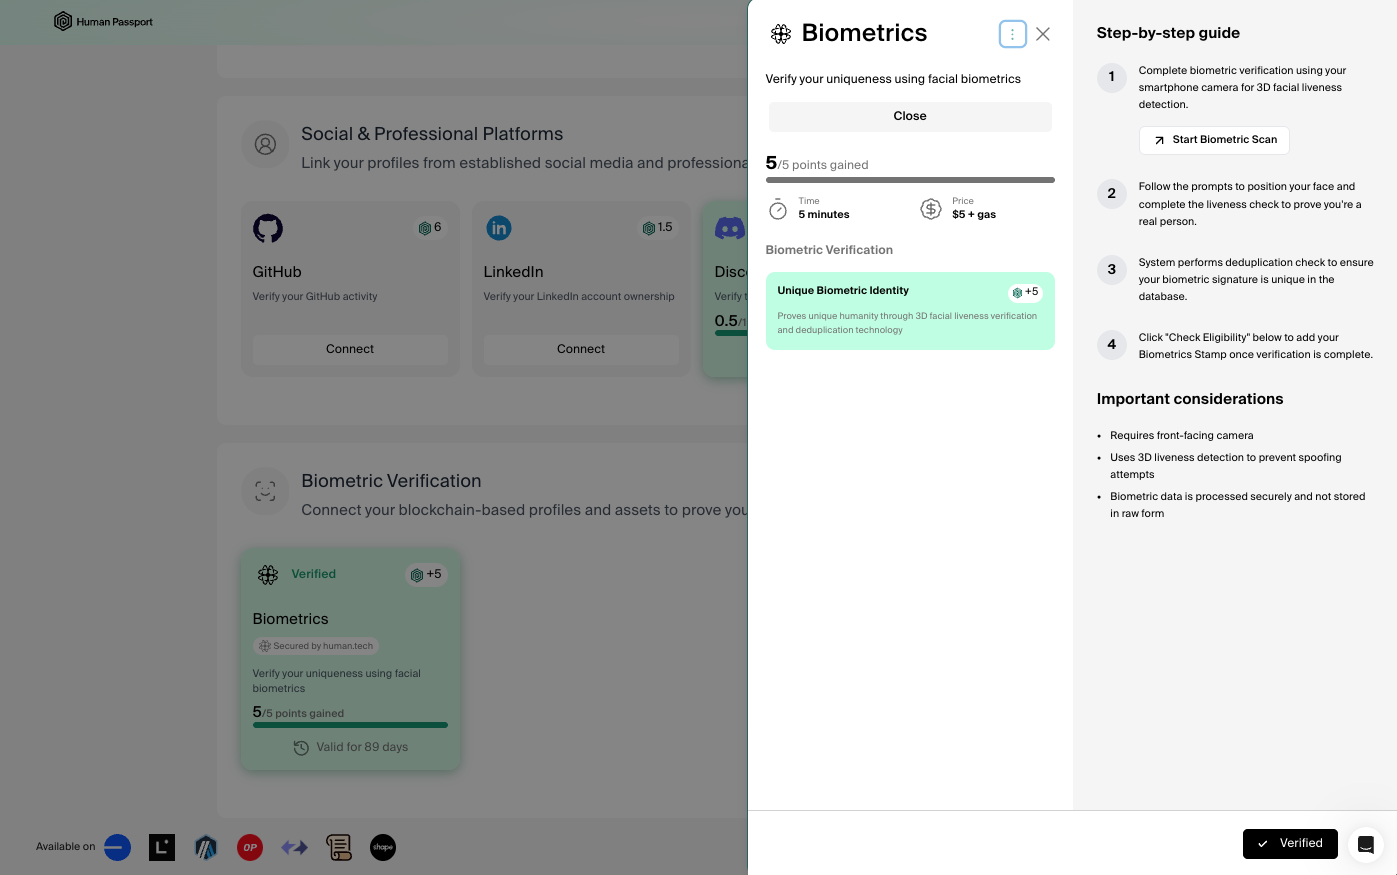 Human Passport
Social & Professional Platforms
Link your profiles from established social media and professiona
6
GitHub
Verify your GitHub activity
Connect
in
1.5
LinkedIn
Verify your LinkedIn account ownership
Connect
Disc
Verify t
0.5/1
Biometric Verification
Connect your blockchain-based profiles and assets to prove you
Verified
+5
Biometrics
Secured by human.tech
Verify your uniqueness using facial
biometrics
5/5 points gained
Valid for 89 days
Available on
L
OP
shape
Biometrics
Verify your uniqueness using facial biometrics
Close
5/5 points gained
Time
5 minutes
Price
$5 + gas
Biometric Verification
Unique Biometric Identity
+5
Proves unique humanity through 3D facial liveness verification
and deduplication technology
Step-by-step guide
1
Complete biometric verification using your
smartphone camera for 3D facial liveness
detection.
Start Biometric Scan
2
Follow the prompts to position your face and
complete the liveness check to prove you're a
real person.
3
System performs deduplication check to ensure
your biometric signature is unique in the
database.
4
Click "Check Eligibility" below to add your
Biometrics Stamp once verification is complete.
Important considerations
• Requires front-facing camera
• Uses 3D liveness detection to prevent spoofing
attempts
• Biometric data is processed securely and not stored
in raw form
Verified